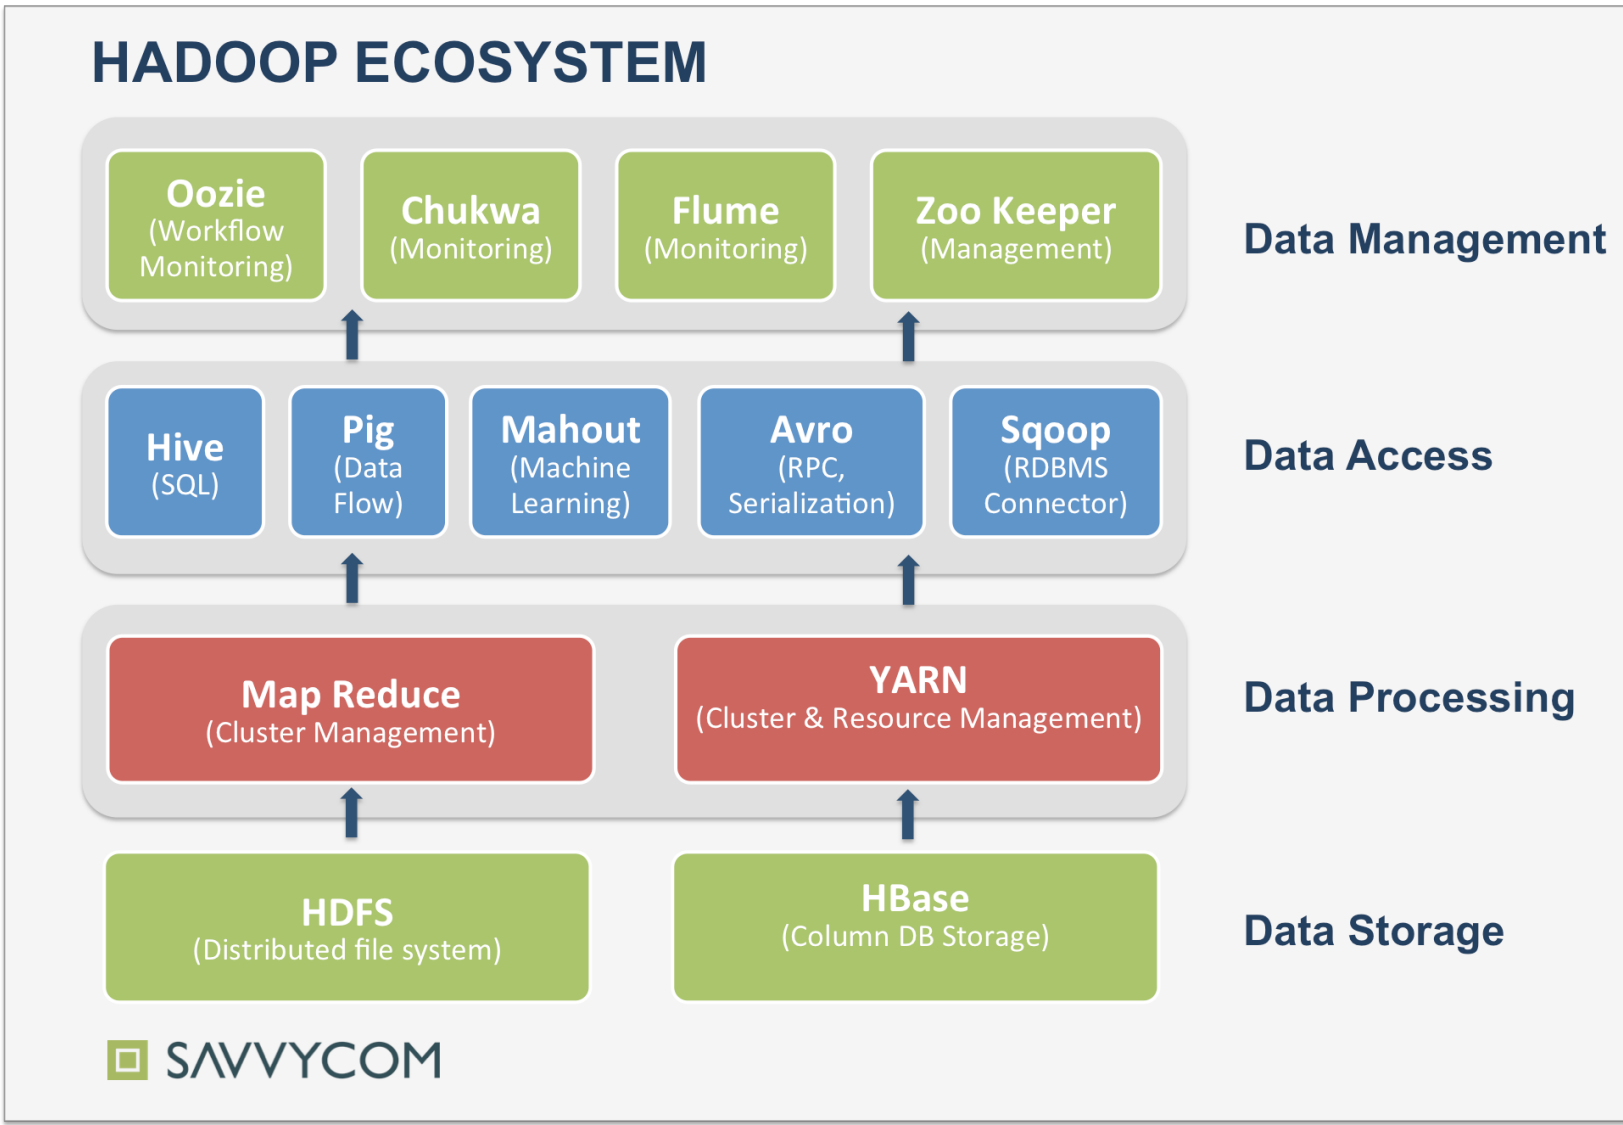 HADOOP ECOSYSTEM
Oozie
(Workflow
Monitoring)
Chukwa
(Monitoring)
Flume
(Monitoring)
Zoo Keeper
(Management)
Data Management
Hive
(SQL)
Pig
(Data
Flow)
Mahout
(Machine
Learning)
Avro
(RPC,
Serialization)
Sqoop
(RDBMS
Connector)
Data Access
Map Reduce
(Cluster Management)
YARN
(Cluster & Resource Management)
Data Processing
HDFS
(Distributed file system)
HBase
(Column DB Storage)
Data Storage
SAVVYCOM